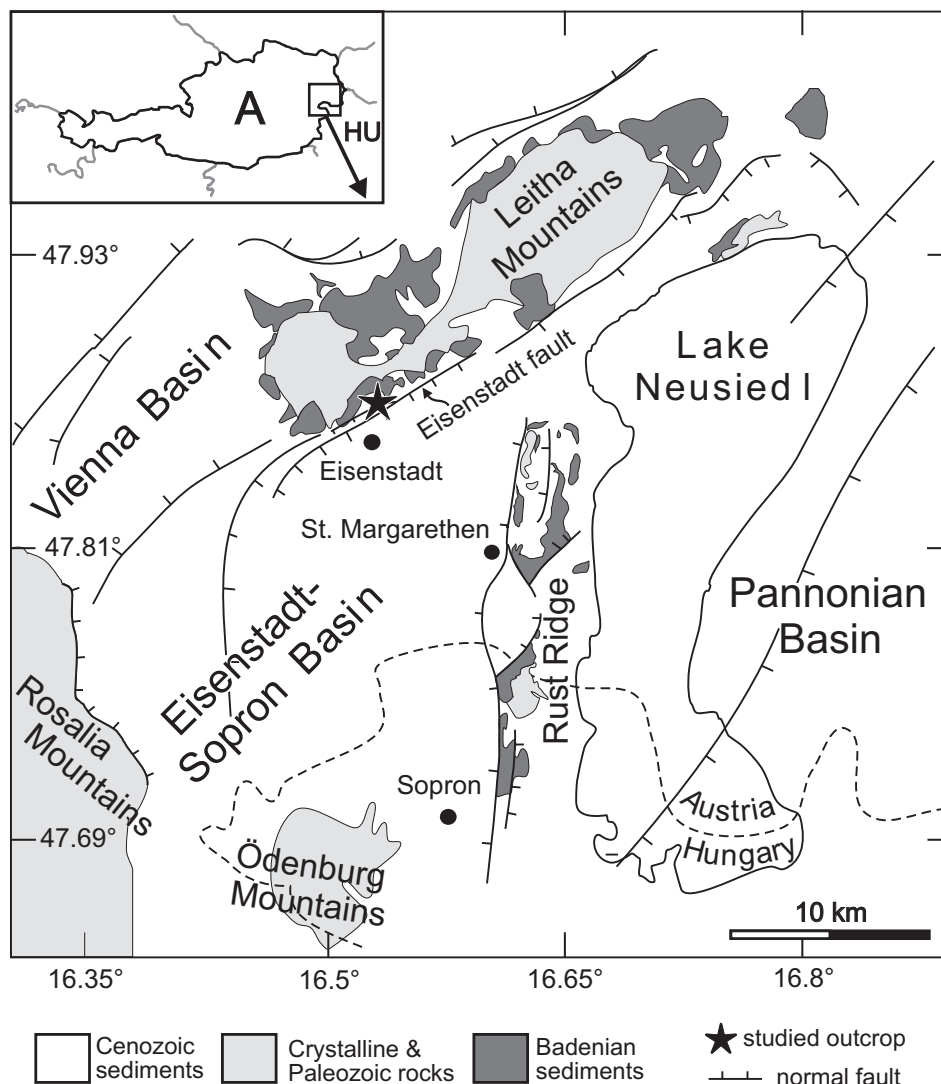 A
HU
Leitha
Mountains
47.93°
Lake
Neusiedl
Vienna Basin
Eisenstadt fault
Eisenstadt
St. Margarethen
47.81°
Pannonian
Basin
Eisenstadt-
Sopron Basin
Rust Ridge
Rosalia
Mountains
Sopron
Austria
Hungary
47.69°
Ödenburg
Mountains
10 km
16.35°
16.5°
16.65°
16.8°
Cenozoic
sediments
Crystalline &
Paleozoic rocks
Badenian
sediments
studied outcrop
normal fault